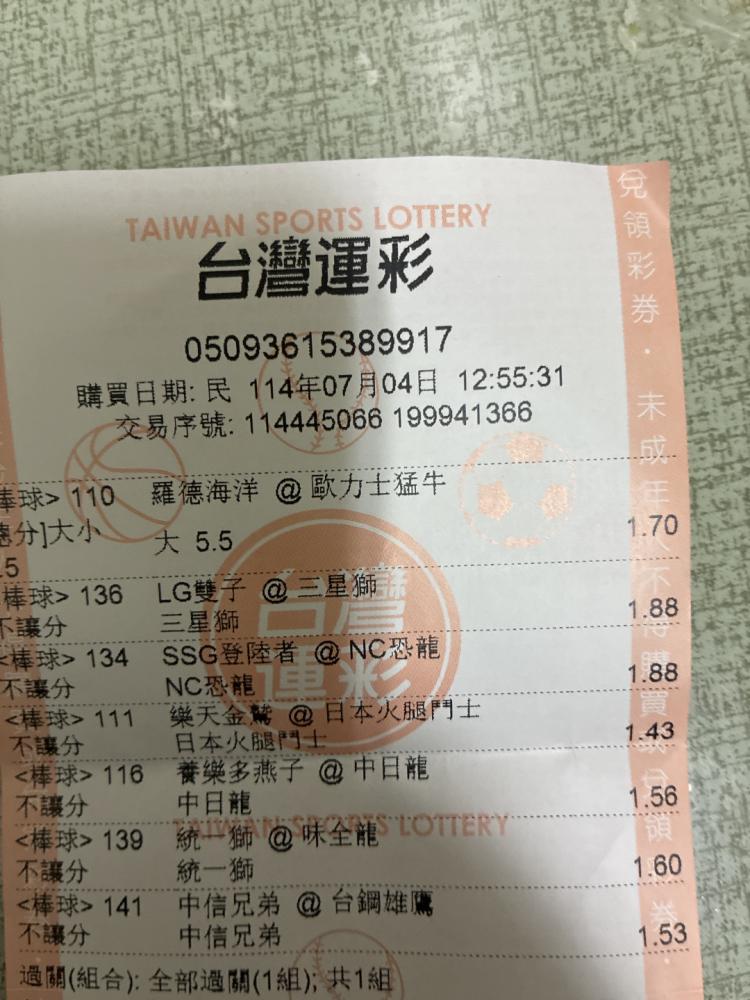 TAIWAN SPORTS LOTTERY
台灣運彩
05093615389917
購買日期: 民 114年07月04日 12:55:31
交易序號: 114445066 199941366
棒球> 110 羅德海洋 @ 歐力士猛牛
總分]大小 大 5.5 1.70
.5
棒球> 136 LG雙子 @ 三星獅
不讓分 三星獅 1.88
<棒球> 134 SSG登陸者 @ NC恐龍
不讓分 NC恐龍 1.88
<棒球> 111 樂天金鷲 @ 日本火腿鬥士
不讓分 日本火腿鬥士 1.43
<棒球> 116 養樂多燕子 @ 中日龍
不讓分 中日龍 1.56
<棒球> 139 統一獅 @ 味全龍
不讓分 統一獅 1.60
<棒球> 141 中信兄弟 @ 台鋼雄鷹
不讓分 中信兄弟 1.53
過關(組合): 全部過關(1組); 共1組
台灣運彩
TAIWAN SPORTS LOTTERY
兌領彩券・未成年人不得購買或兌領彩券